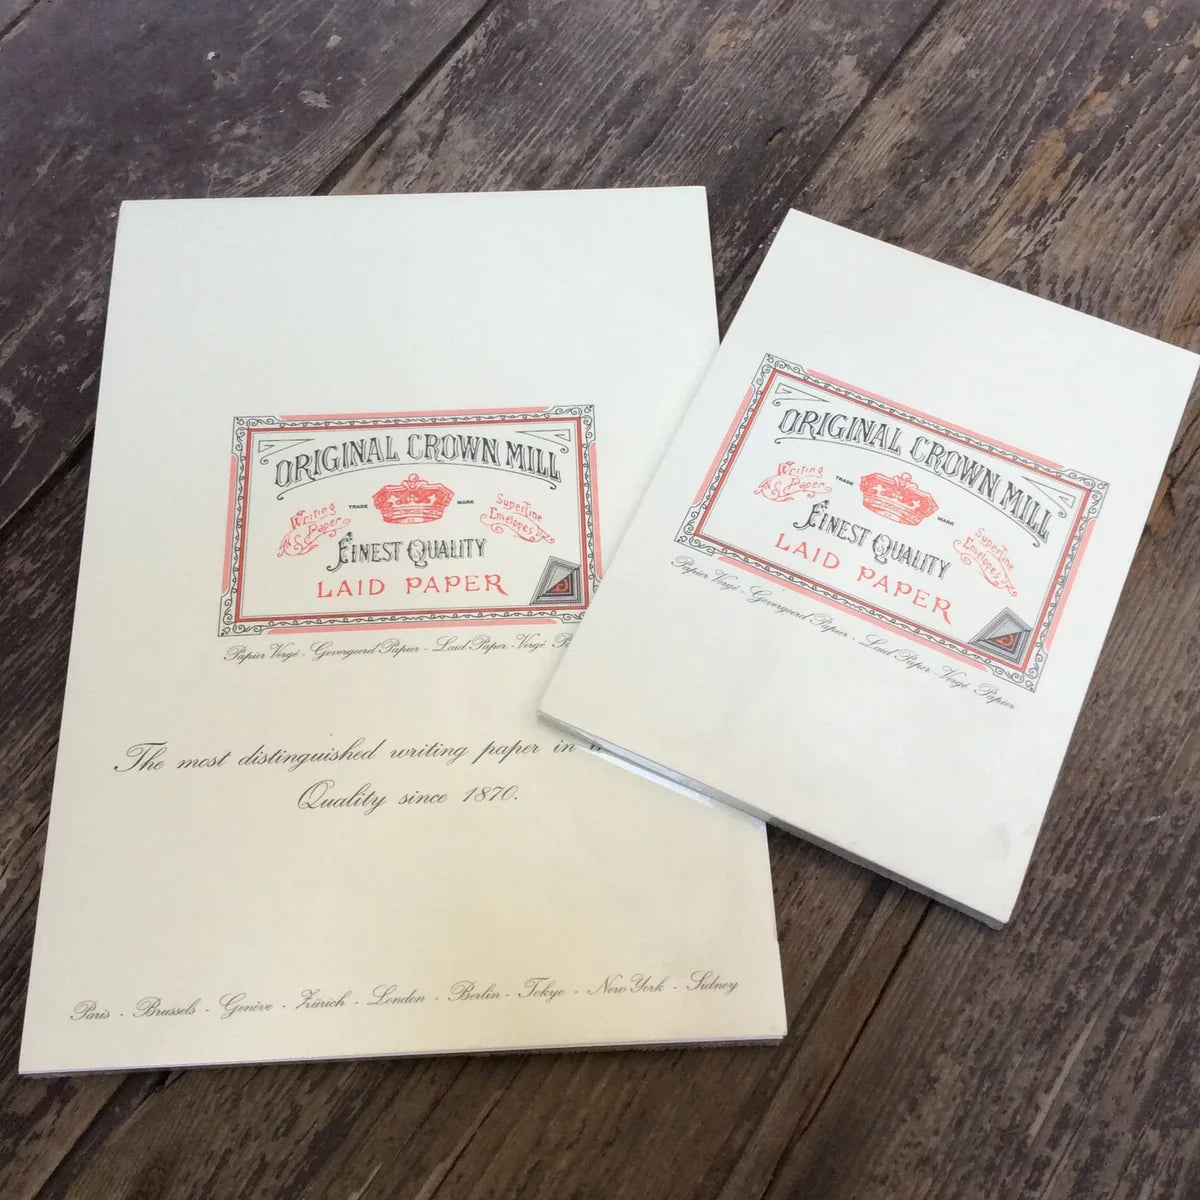 ORIGINAL CROWN MILL
Writing
Paper
TRADE MARK
Superfine
Envelopes
FINEST QUALITY
LAID PAPER
Papier Vergé - Gevergeerd Papier - Laid Paper - Vergé
The most distinguished writing paper in
Quality since 1870.
Paris - Brussels - Genève - Zürich - London - Berlin - Tokyo - New York - Sidney
ORIGINAL CROWN MILL
Writing
Paper
TRADE MARK
Superfine
Envelopes
FINEST QUALITY
LAID PAPER
Papier Vergé - Gevergeerd Papier - Laid Paper - Vergé Papier